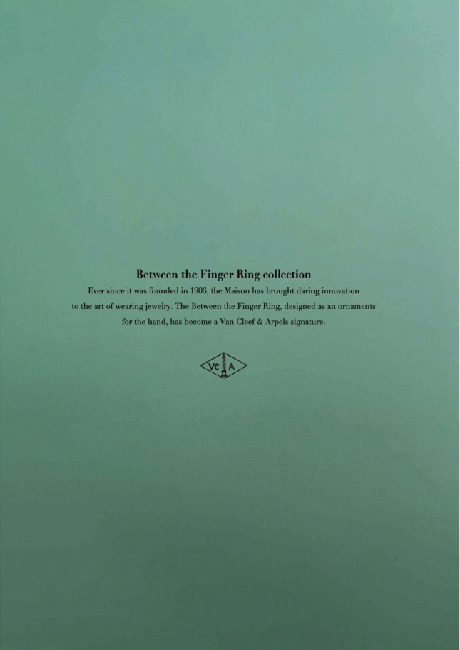 Between the Finger Ring collection
Ever since it was founded in 1906, the Maison has brought daring innovation
to the art of wearing jewelry. The Between the Finger Ring, designed as an ornaments
for the hand, has become a Van Cleef & Arpels signature.
VC A